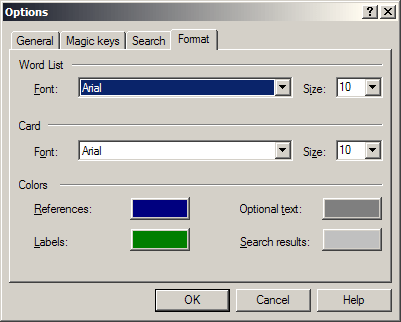 Options
General Magic keys Search Format
Word List
Font: Arial Size: 10
Card
Font: Arial Size: 10
Colors
References: Optional text:
Labels: Search results:
OK Cancel Help